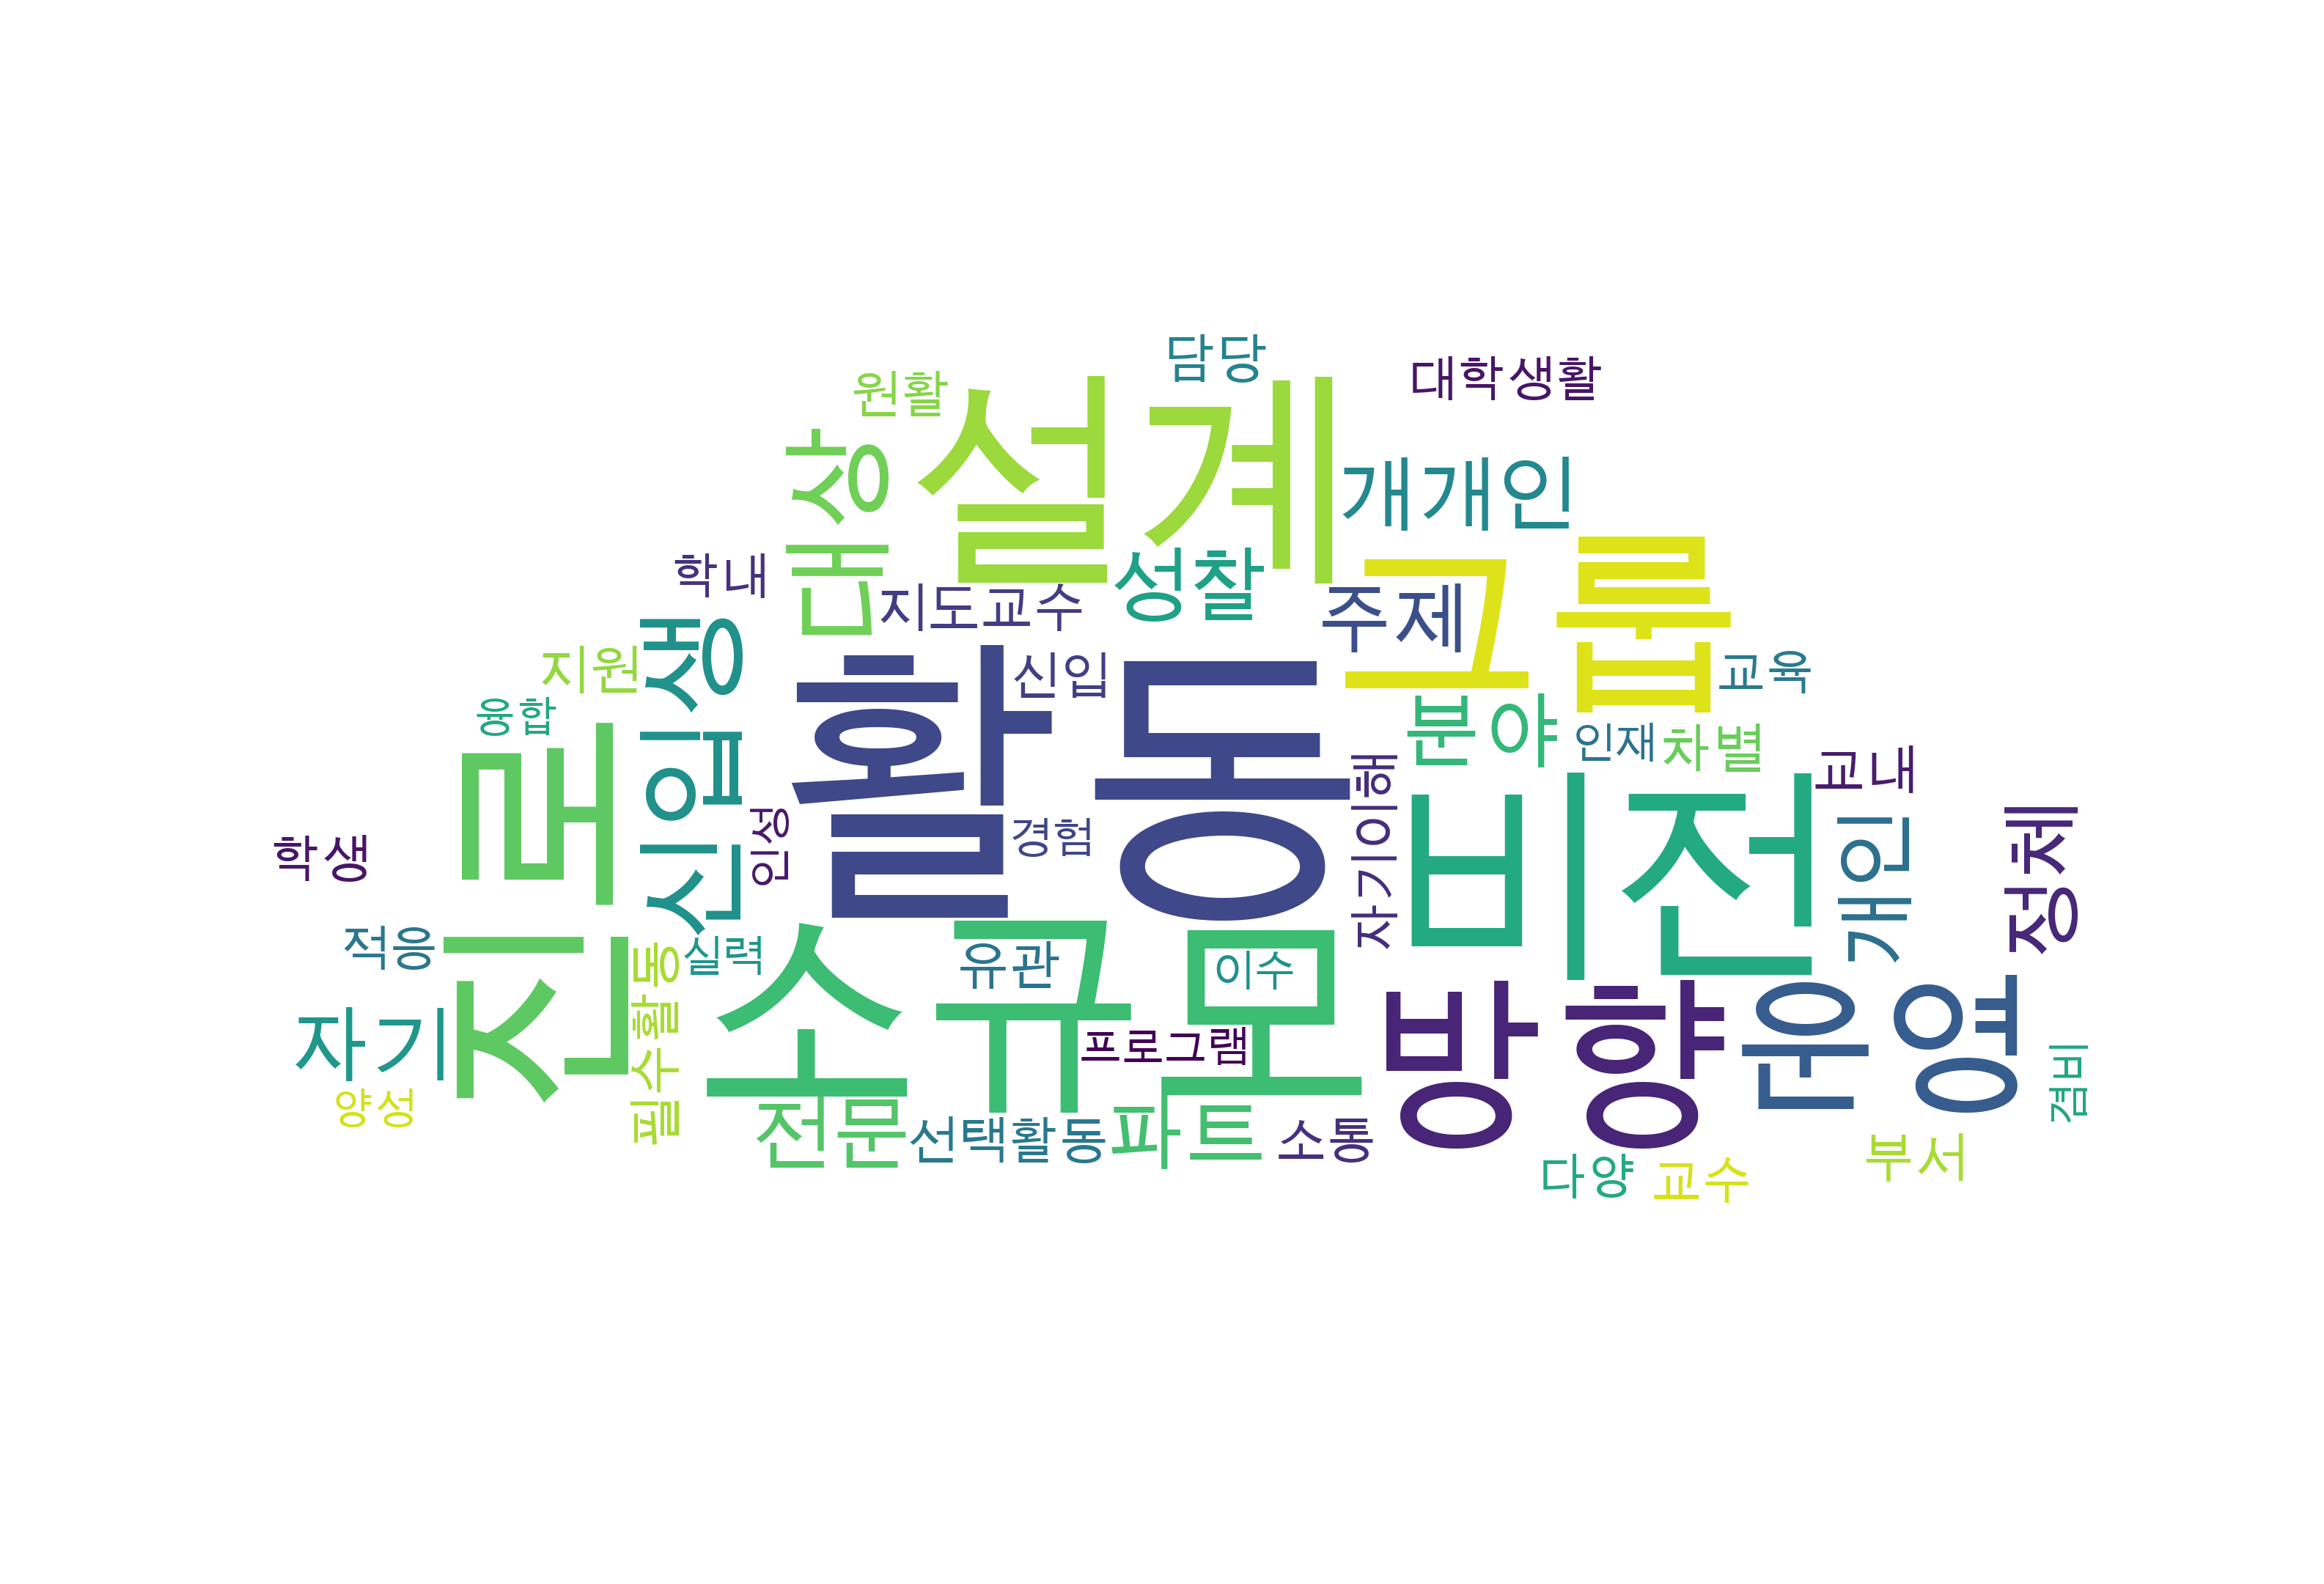 담당
대학생활
원활
설계
상담
개개인
그룹
학내
성찰
지도교수
주제
신입생
지원
신입
교육
융합
활동
분야
인재
차별
교내
진로
자기이해
비전
인성
경험
개인
정체
학생
적응
실력
소규모
유관
이수
필수활동
방향
운영
자기
프로그램
겸비
양성
전문
선택활동
파트
소통
다양
교수
부서